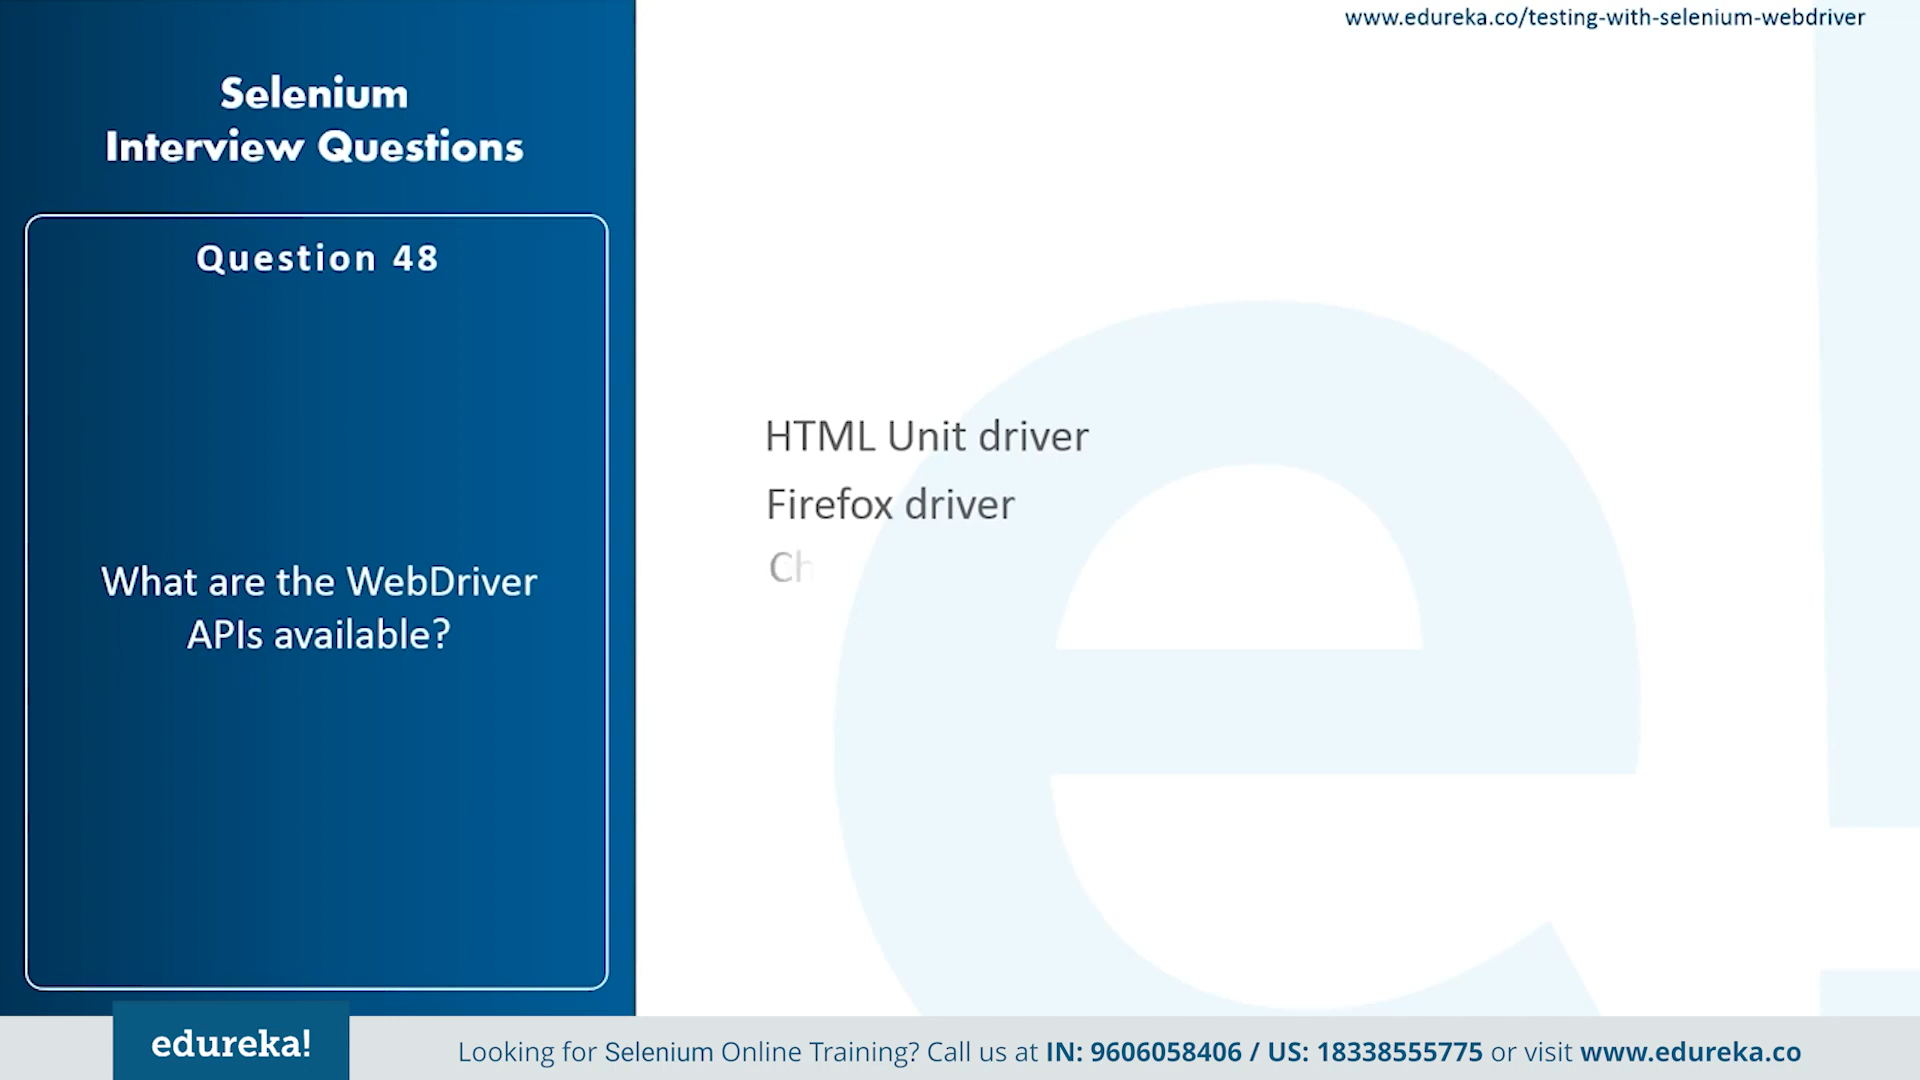 www.edureka.co/testing-with-selenium-webdriver
Selenium
Interview Questions
Question 48
What are the WebDriver
APIs available?
HTML Unit driver
Firefox driver
Ch
edureka!
Looking for Selenium Online Training? Call us at IN: 9606058406 / US: 18338555775 or visit www.edureka.co